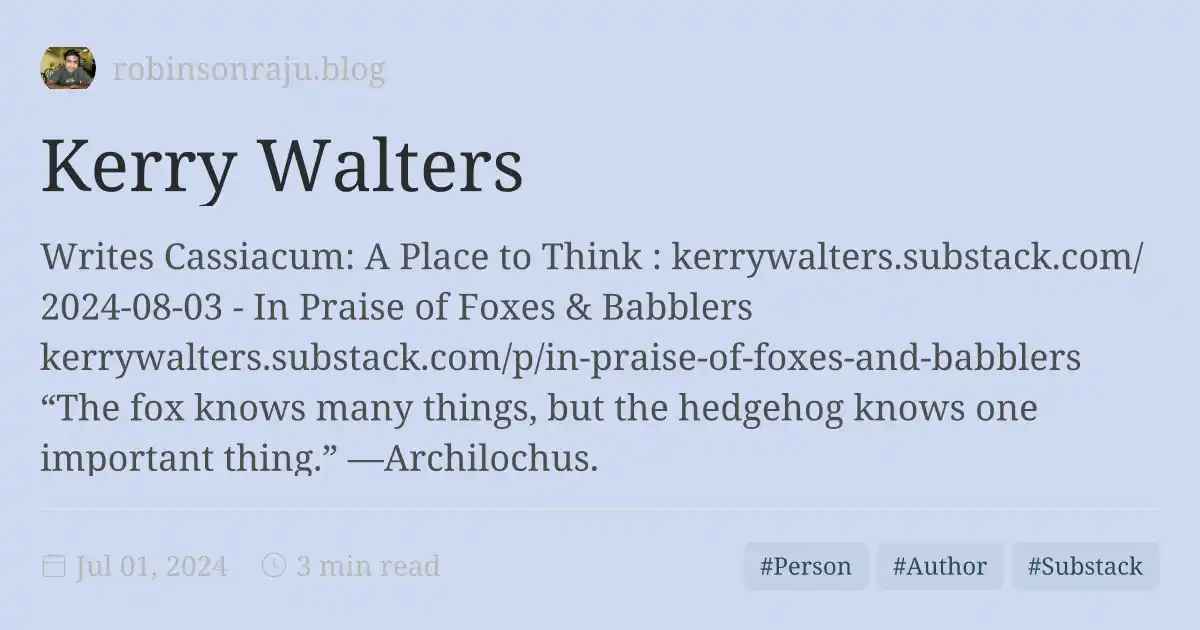 robinsonraju.blog
Kerry Walters
Writes Cassiacum: A Place to Think : kerrywalters.substack.com/
2024-08-03 - In Praise of Foxes & Babblers
kerrywalters.substack.com/p/in-praise-of-foxes-and-babblers
“The fox knows many things, but the hedgehog knows one
important thing.” —Archilochus.
Jul 01, 2024 3 min read #Person #Author #Substack